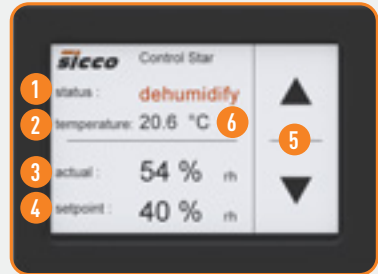 sicco Control Star
1 status : dehumidify
2 temperature: 20.6 °C 6
5
3 actual : 54 % rh
4 setpoint : 40 % rh